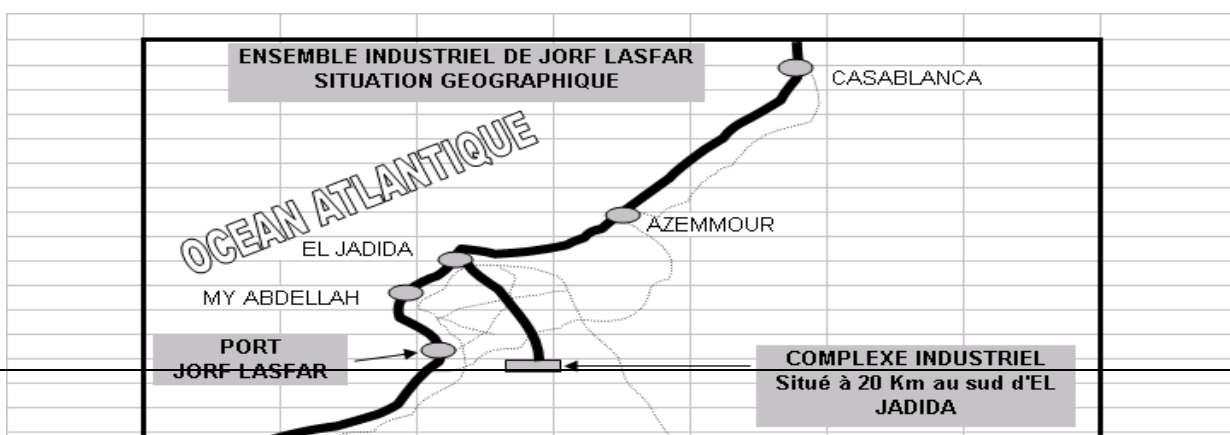 ENSEMBLE INDUSTRIEL DE JORF LASFAR
SITUATION GEOGRAPHIQUE
CASABLANCA
OCEAN ATLANTIQUE
AZEMMOUR
EL JADIDA
MY ABDELLAH
PORT
JORF LASFAR
COMPLEXE INDUSTRIEL
Situé à 20 Km au sud d'EL
JADIDA